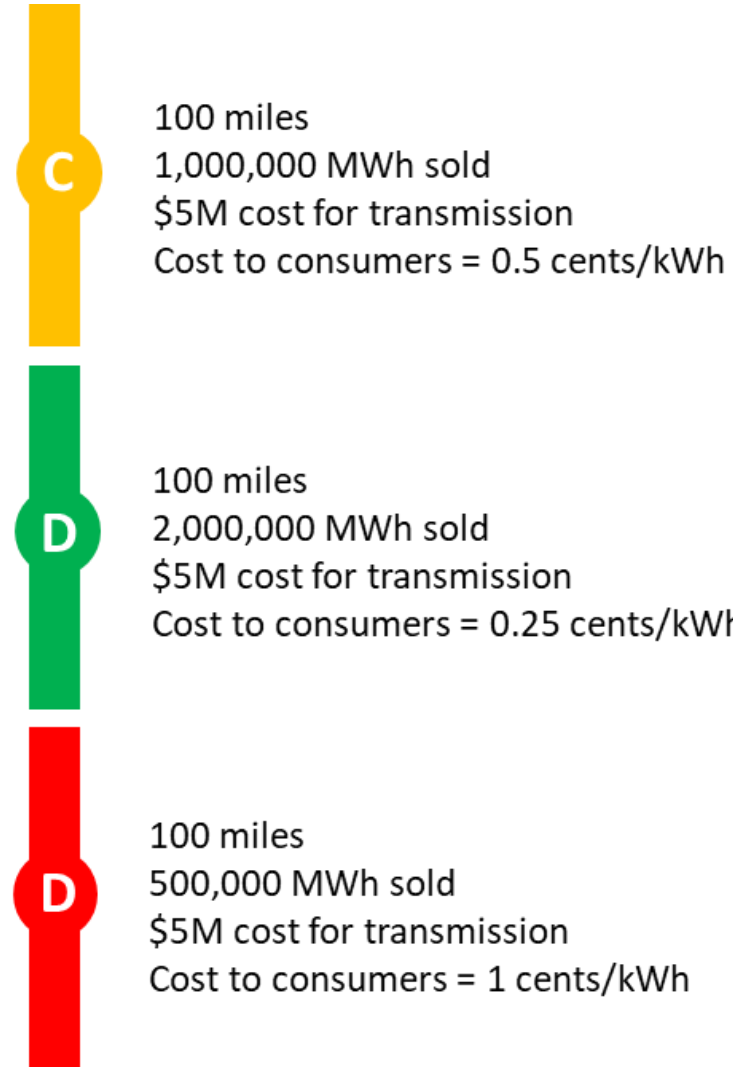 C
100 miles
1,000,000 MWh sold
$5M cost for transmission
Cost to consumers = 0.5 cents/kWh
D
100 miles
2,000,000 MWh sold
$5M cost for transmission
Cost to consumers = 0.25 cents/kWh
D
100 miles
500,000 MWh sold
$5M cost for transmission
Cost to consumers = 1 cents/kWh